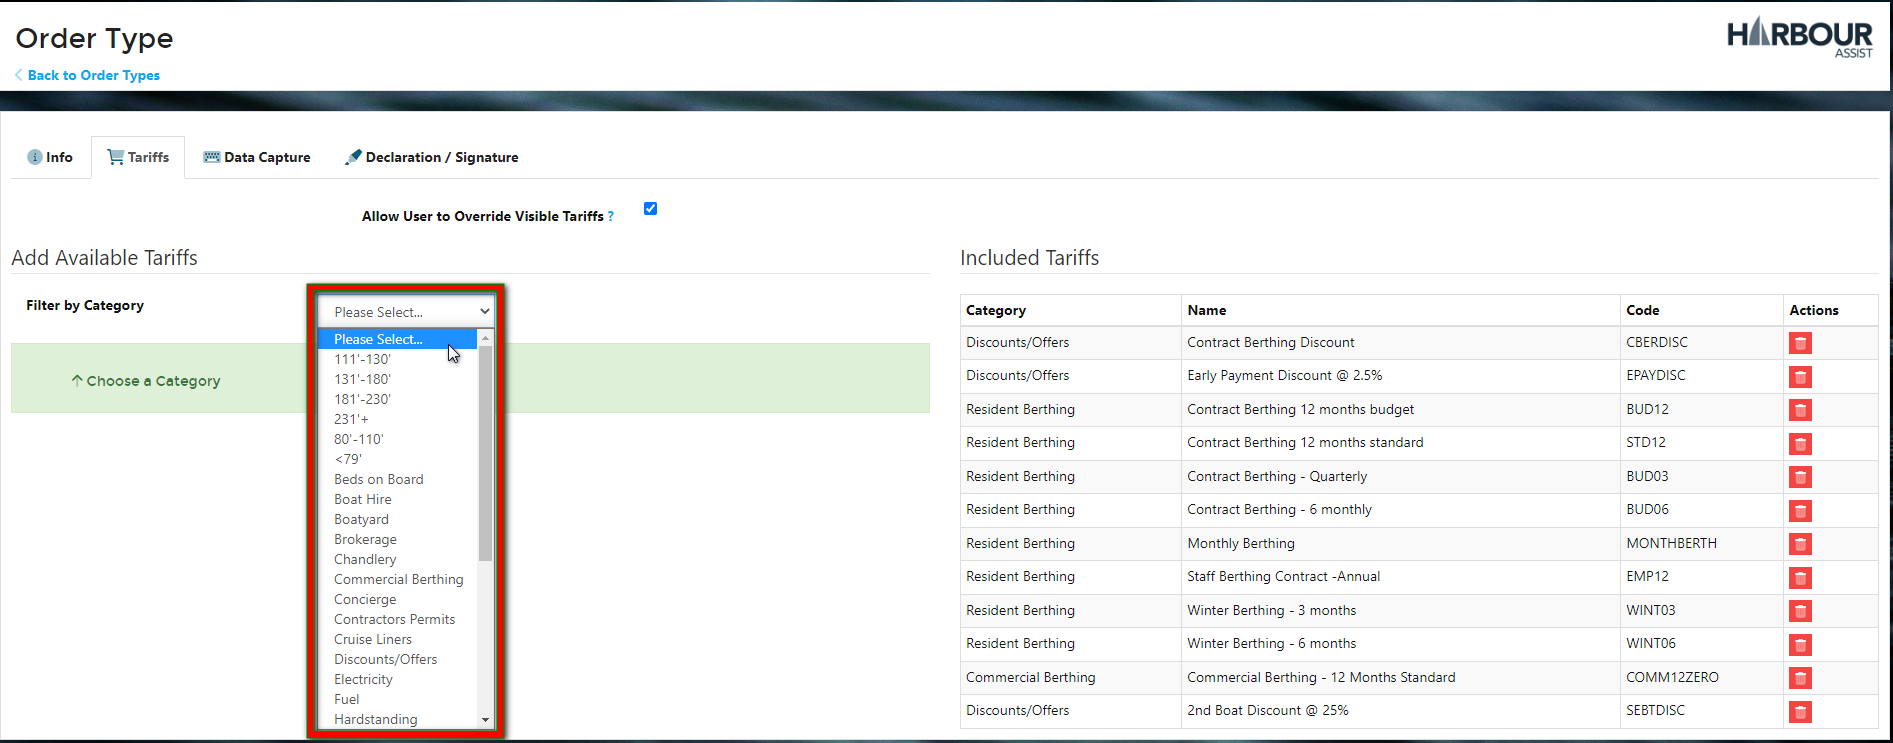 Order Type
HARBOUR
ASSIST
Back to Order Types
Info
Tariffs
Data Capture
Declaration / Signature
Allow User to Override Visible Tariffs ?
Add Available Tariffs
Filter by Category
Please Select...
Please Select...
111'-130'
131'-180'
181'-230'
231'+
80'-110'
<79'
Beds on Board
Boat Hire
Boatyard
Brokerage
Chandlery
Commercial Berthing
Concierge
Contractors Permits
Cruise Liners
Discounts/Offers
Electricity
Fuel
Hardstanding
↑ Choose a Category
Included Tariffs
Category Name Code Actions
Discounts/Offers Contract Berthing Discount CBERDISC
Discounts/Offers Early Payment Discount @ 2.5% EPAYDISC
Resident Berthing Contract Berthing 12 months budget BUD12
Resident Berthing Contract Berthing 12 months standard STD12
Resident Berthing Contract Berthing - Quarterly BUD03
Resident Berthing Contract Berthing - 6 monthly BUD06
Resident Berthing Monthly Berthing MONTHBERTH
Resident Berthing Staff Berthing Contract -Annual EMP12
Resident Berthing Winter Berthing - 3 months WINT03
Resident Berthing Winter Berthing - 6 months WINT06
Commercial Berthing Commercial Berthing - 12 Months Standard COMM12ZERO
Discounts/Offers 2nd Boat Discount @ 25% SEBTDISC